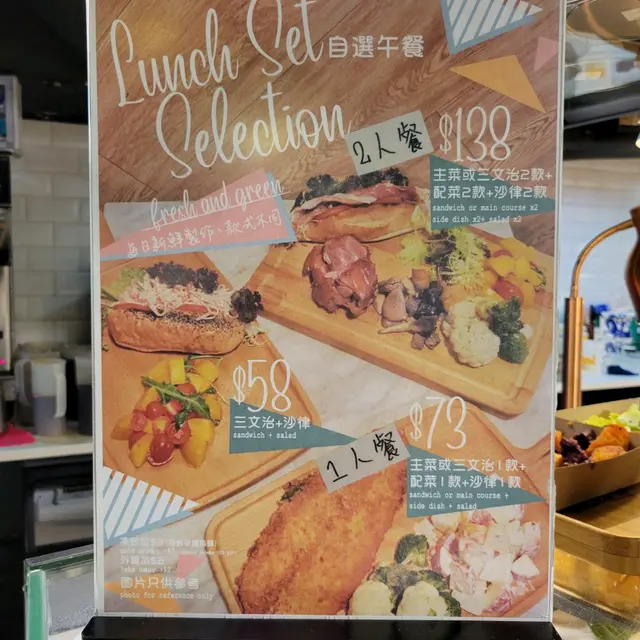 Lunch Set 自選午餐
Selection
fresh and green
每日新鮮製作、款式不同
2人餐
$138
主菜或三文治2款+
配菜2款+沙律2款
sandwich or main course x2
side dish x2+ salad x2
$58
三文治+沙律
sandwich + salad
1人餐
$73
主菜或三文治1款+
配菜1款+沙律1款
sandwich or main course +
side dish + salad
圖片只供參考
photo for reference only